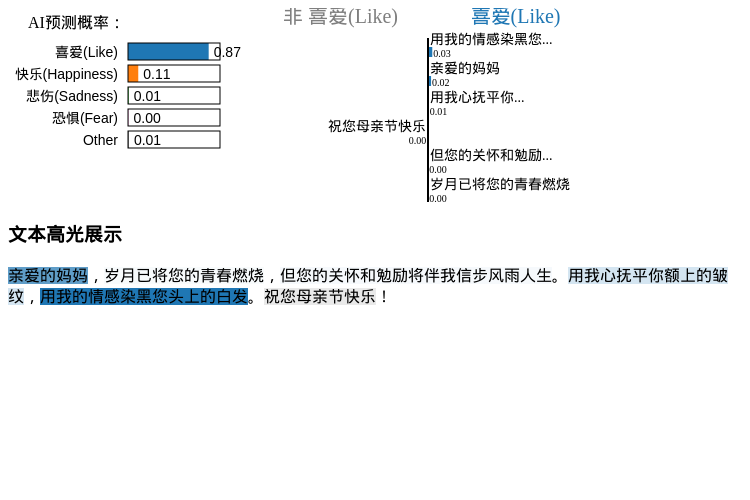 AI预测概率：
喜爱(Like) 0.87
快乐(Happiness) 0.11
悲伤(Sadness) 0.01
恐惧(Fear) 0.00
Other 0.01
非 喜爱(Like) 喜爱(Like)
用我的情感染黑您...
0.03
亲爱的妈妈
0.02
用我心抚平你...
0.01
祝您母亲节快乐
0.00
但您的关怀和勉励...
0.00
岁月已将您的青春燃烧
0.00
文本高光展示
亲爱的妈妈，岁月已将您的青春燃烧，但您的关怀和勉励将伴我信步风雨人生。用我心抚平你额上的皱
纹，用我的情感染黑您头上的白发。祝您母亲节快乐！